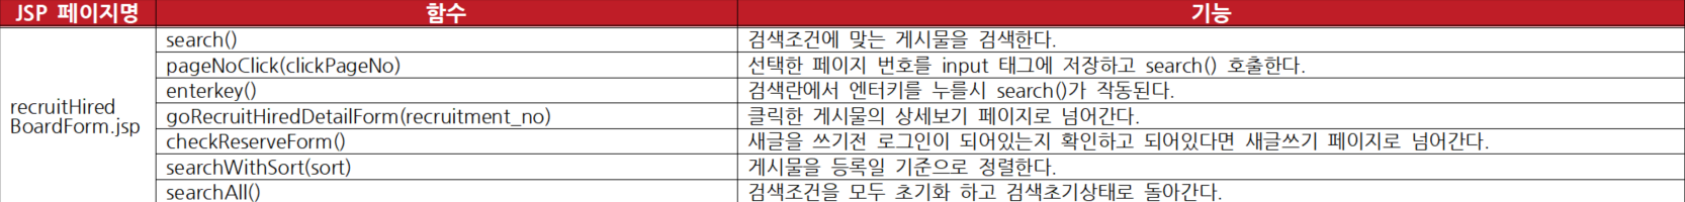 JSP 페이지명 함수 기능
recruitHired
BoardForm.jsp
search() 검색조건에 맞는 게시물을 검색한다.
pageNoClick(clickPageNo) 선택한 페이지 번호를 input 태그에 저장하고 search() 호출한다.
enterkey() 검색란에서 엔터키를 누를시 search()가 작동된다.
goRecruitHiredDetailForm(recruitment_no) 클릭한 게시물의 상세보기 페이지로 넘어간다.
checkReserveForm() 새글을 쓰기전 로그인이 되어있는지 확인하고 되어있다면 새글쓰기 페이지로 넘어간다.
searchWithSort(sort) 게시물을 등록일 기준으로 정렬한다.
searchAll() 검색조건을 모두 초기화 하고 검색초기상태로 돌아간다.